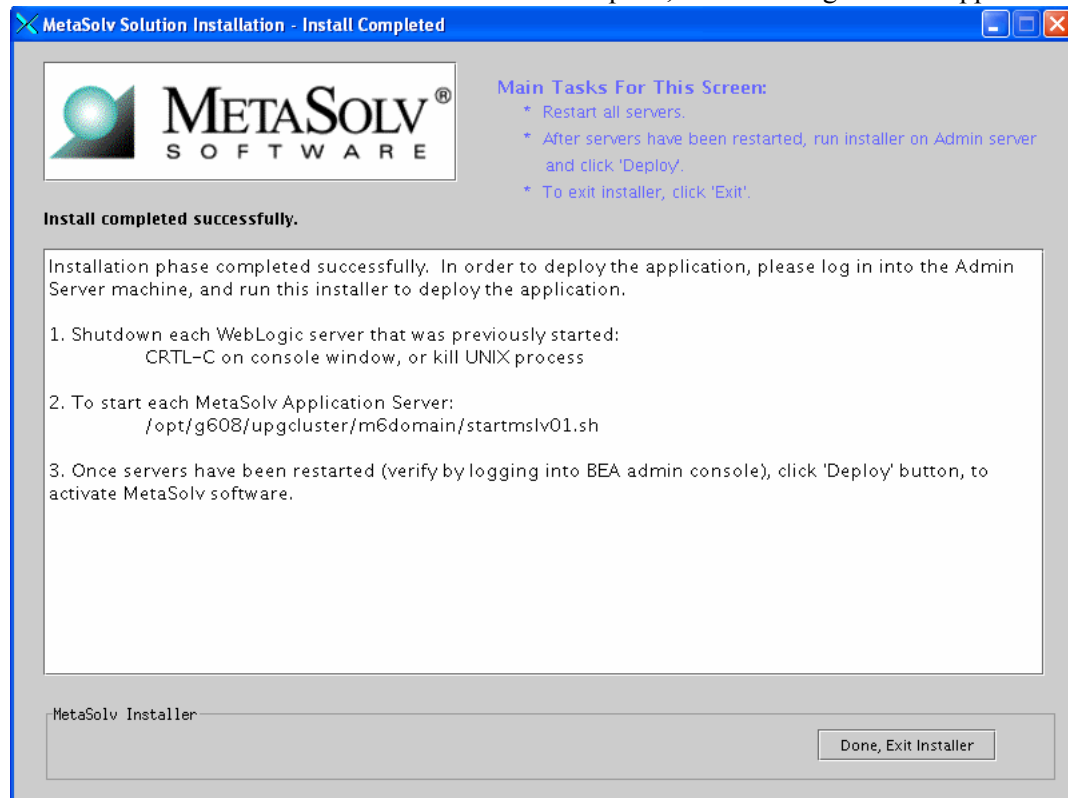 MetaSolv Solution Installation - Install Completed
METASOLV®
SOFTWARE
Main Tasks For This Screen:
* Restart all servers.
* After servers have been restarted, run installer on Admin server
and click 'Deploy'.
* To exit installer, click 'Exit'.
Install completed successfully.
Installation phase completed successfully. In order to deploy the application, please log in into the Admin
Server machine, and run this installer to deploy the application.
1. Shutdown each WebLogic server that was previously started:
CRTL-C on console window, or kill UNIX process
2. To start each MetaSolv Application Server:
/opt/g608/upgcluster/m6domain/startmslv01.sh
3. Once servers have been restarted (verify by logging into BEA admin console), click 'Deploy' button, to
activate MetaSolv software.
MetaSolv Installer
Done, Exit Installer